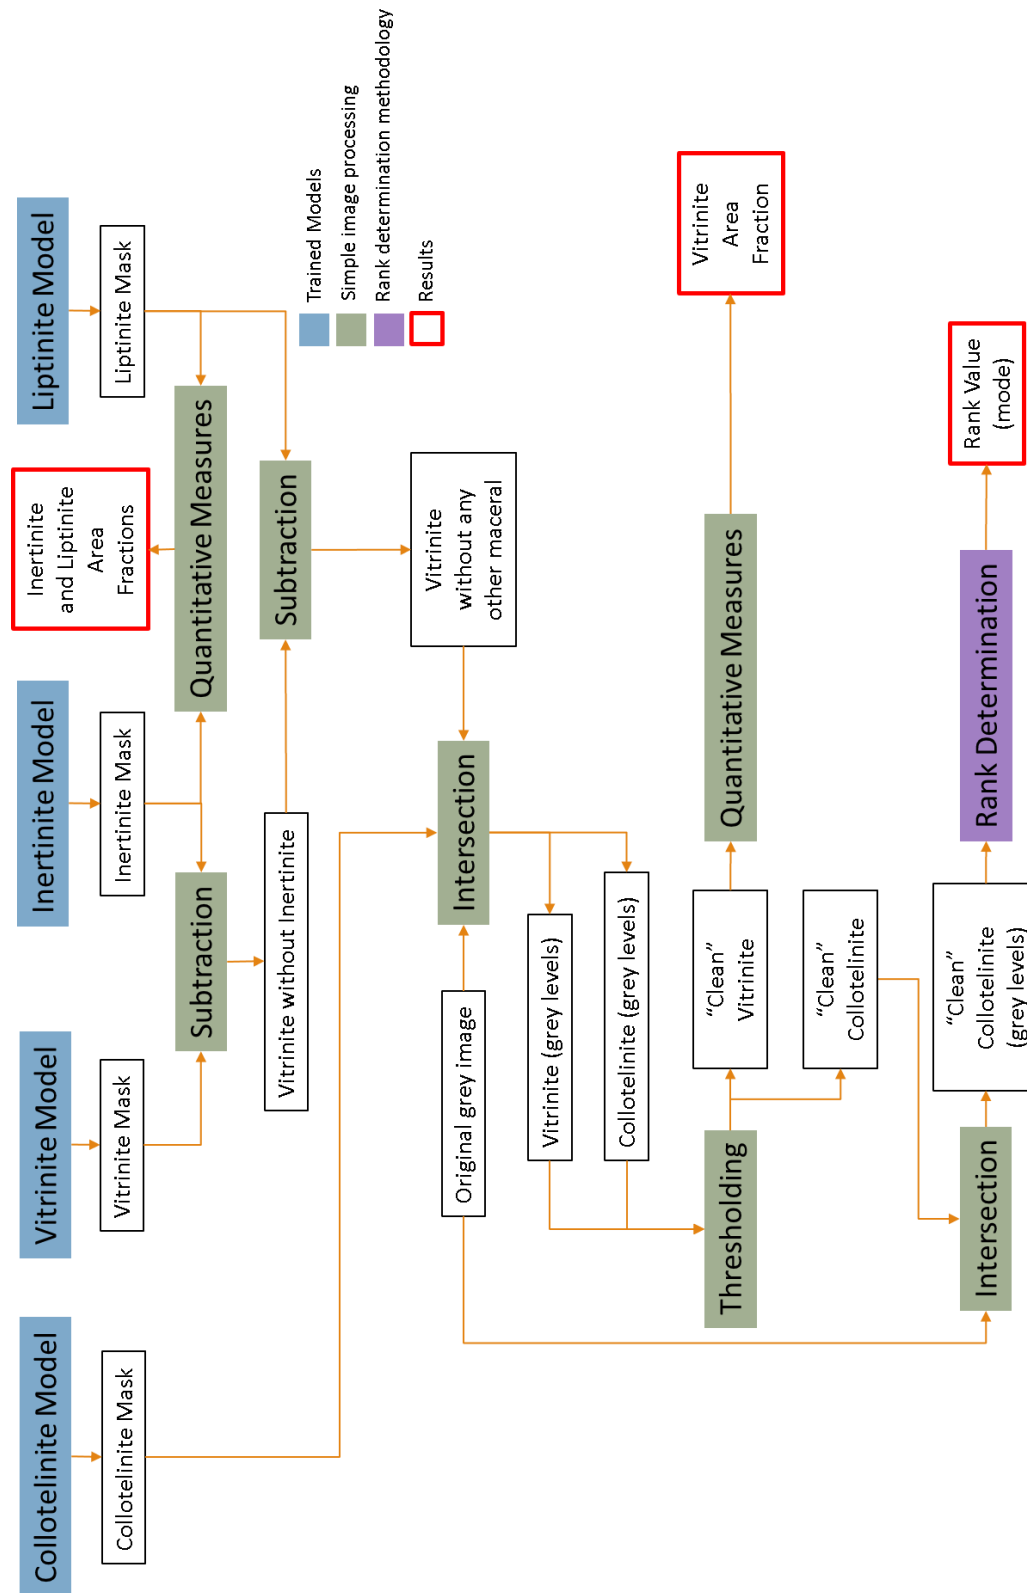 Collotelinite Model
Vitrinite Model
Inertinite Model
Liptinite Model
Collotelinite Mask
Vitrinite Mask
Inertinite Mask
Liptinite Mask
Inertinite
and Liptinite
Area
Fractions
Subtraction
Quantitative Measures
Vitrinite without Inertinite
Subtraction
Trained Models
Simple image processing
Rank determination methodology
Results
Vitrinite
without any
other maceral
Original grey image
Intersection
Vitrinite (grey levels)
Collotelinite (grey levels)
Thresholding
“Clean”
Vitrinite
Quantitative Measures
Vitrinite
Area
Fraction
“Clean”
Collotelinite
Intersection
“Clean”
Collotelinite
(grey levels)
Rank Determination
Rank Value
(mode)